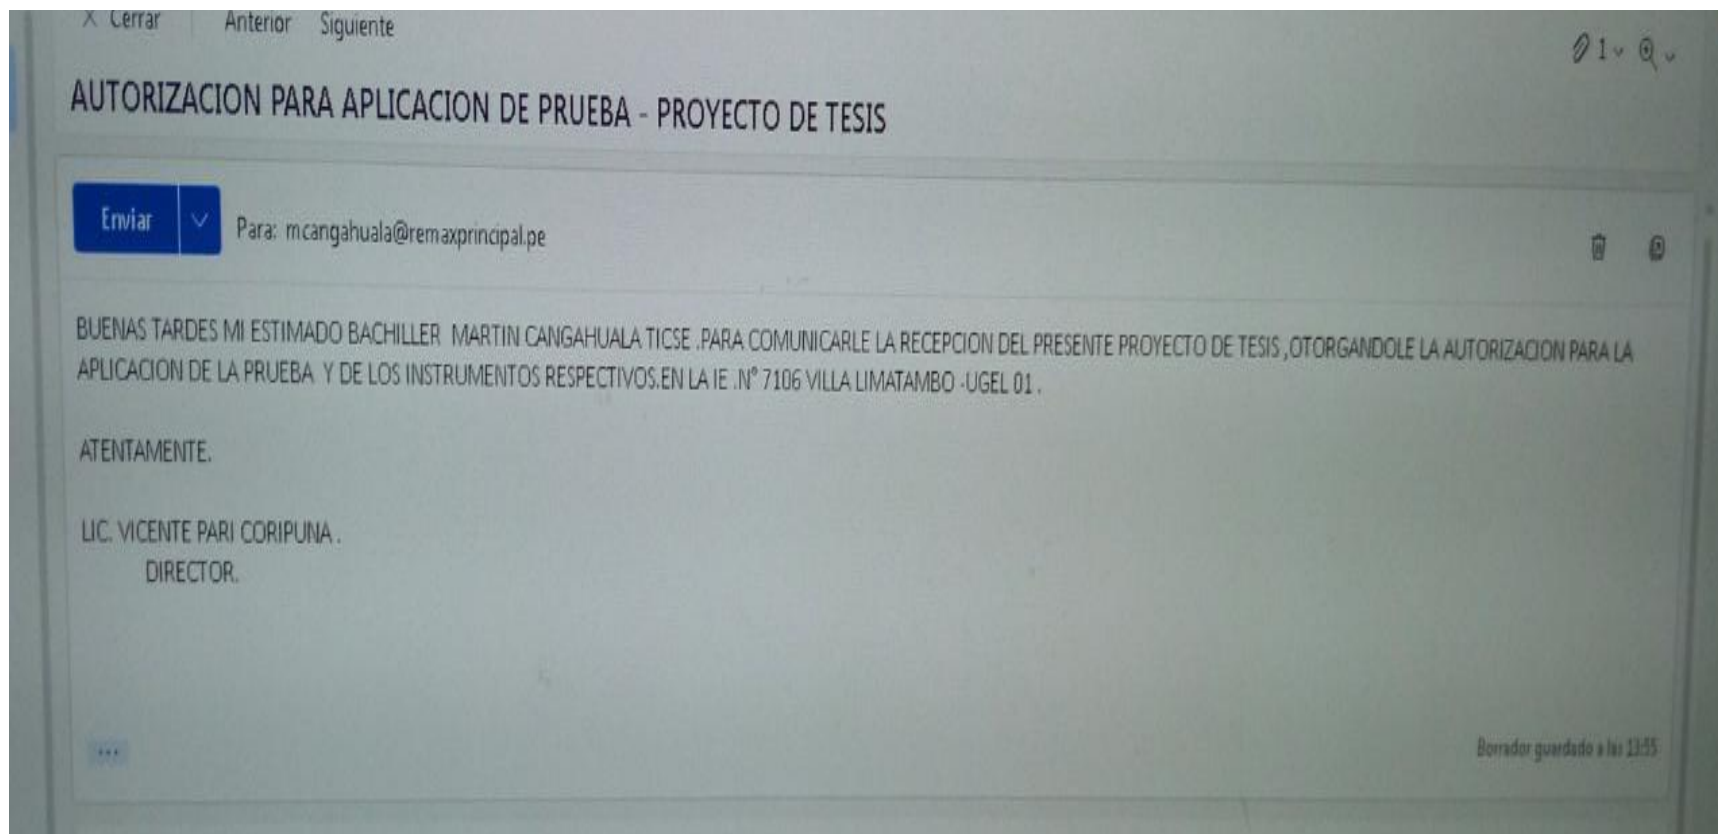 X Cerrar Anterior Siguiente
1
AUTORIZACION PARA APLICACION DE PRUEBA - PROYECTO DE TESIS
Enviar Para: mcangahuala@remaxprincipal.pe
BUENAS TARDES MI ESTIMADO BACHILLER MARTIN CANGAHUALA TICSE .PARA COMUNICARLE LA RECEPCION DEL PRESENTE PROYECTO DE TESIS ,OTORGANDOLE LA AUTORIZACION PARA LA
APLICACION DE LA PRUEBA Y DE LOS INSTRUMENTOS RESPECTIVOS.EN LA IE .N° 7106 VILLA LIMATAMBO -UGEL 01 .
ATENTAMENTE.
LIC. VICENTE PARI CORIPUNA .
DIRECTOR.
...
Borrador guardado a las 13:55